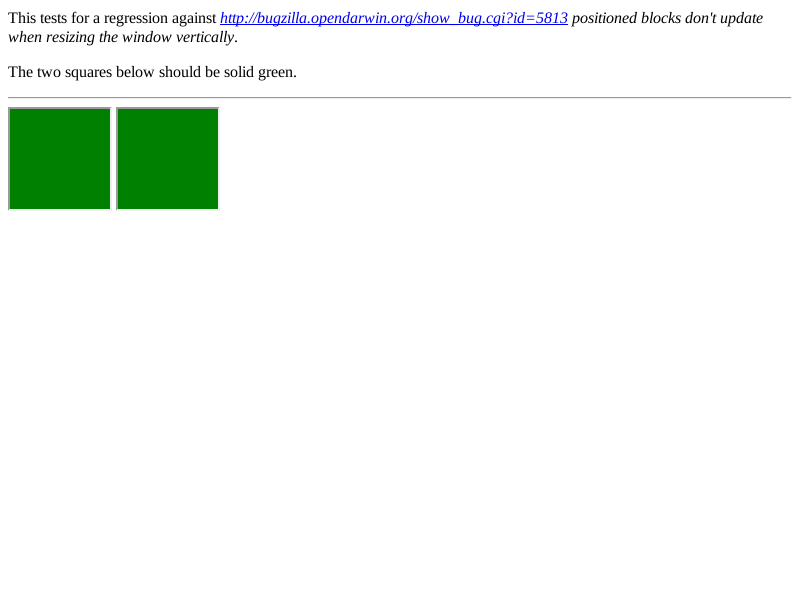 This tests for a regression against http://bugzilla.opendarwin.org/show_bug.cgi?id=5813 positioned blocks don't update
when resizing the window vertically.
The two squares below should be solid green.